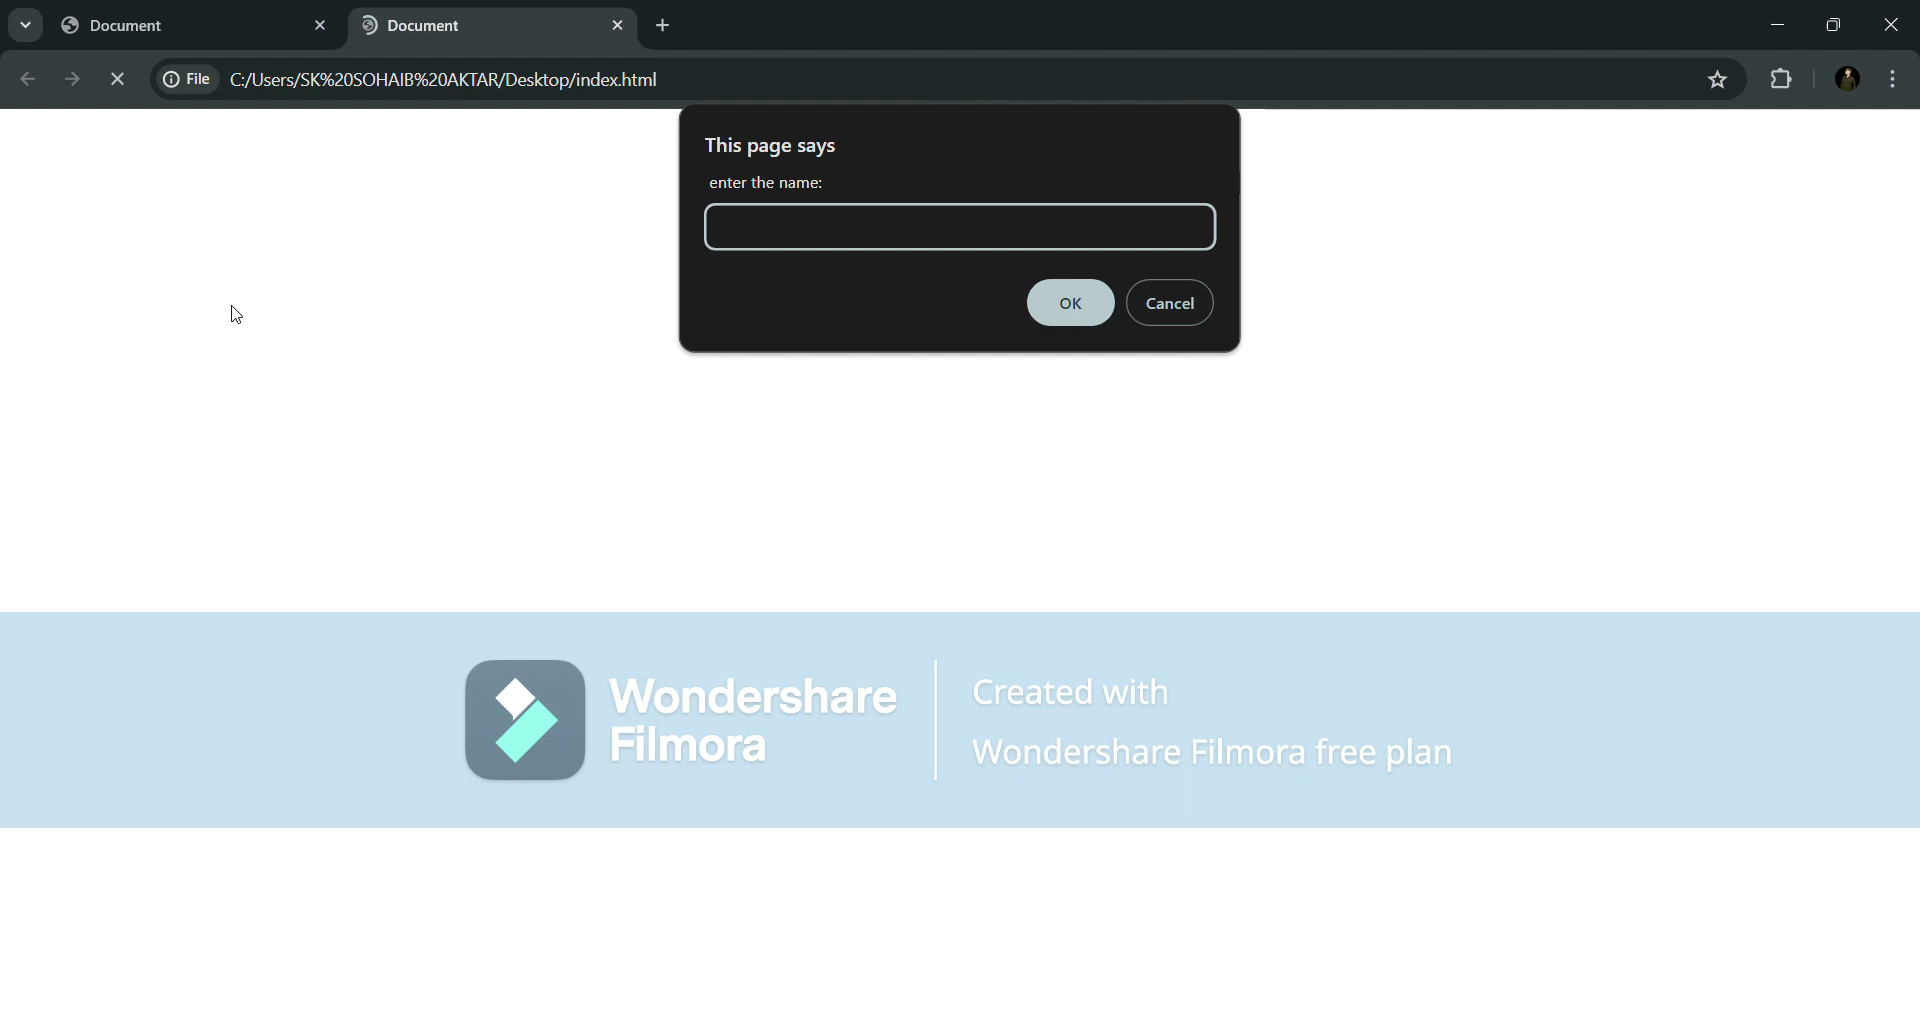 Document
Document
File C:/Users/SK%20SOHAIB%20AKTAR/Desktop/index.html
This page says
enter the name:
OK
Cancel
Wondershare
Filmora
Created with
Wondershare Filmora free plan